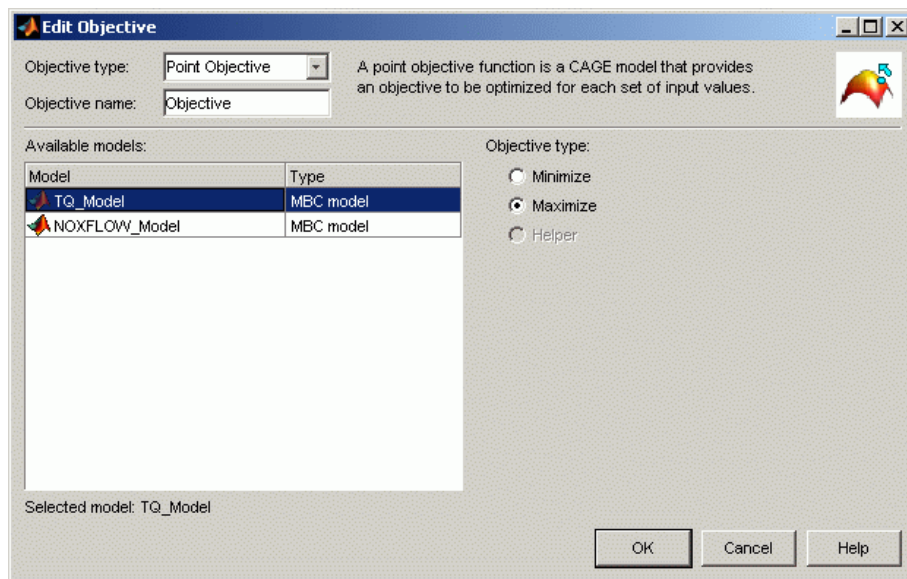 Edit Objective
Objective type: Point Objective
A point objective function is a CAGE model that provides
an objective to be optimized for each set of input values.
Objective name: Objective
Available models:
Model Type
TQ_Model MBC model
NOXFLOW_Model MBC model
Selected model: TQ_Model
Objective type:
Minimize
Maximize
Helper
OK Cancel Help